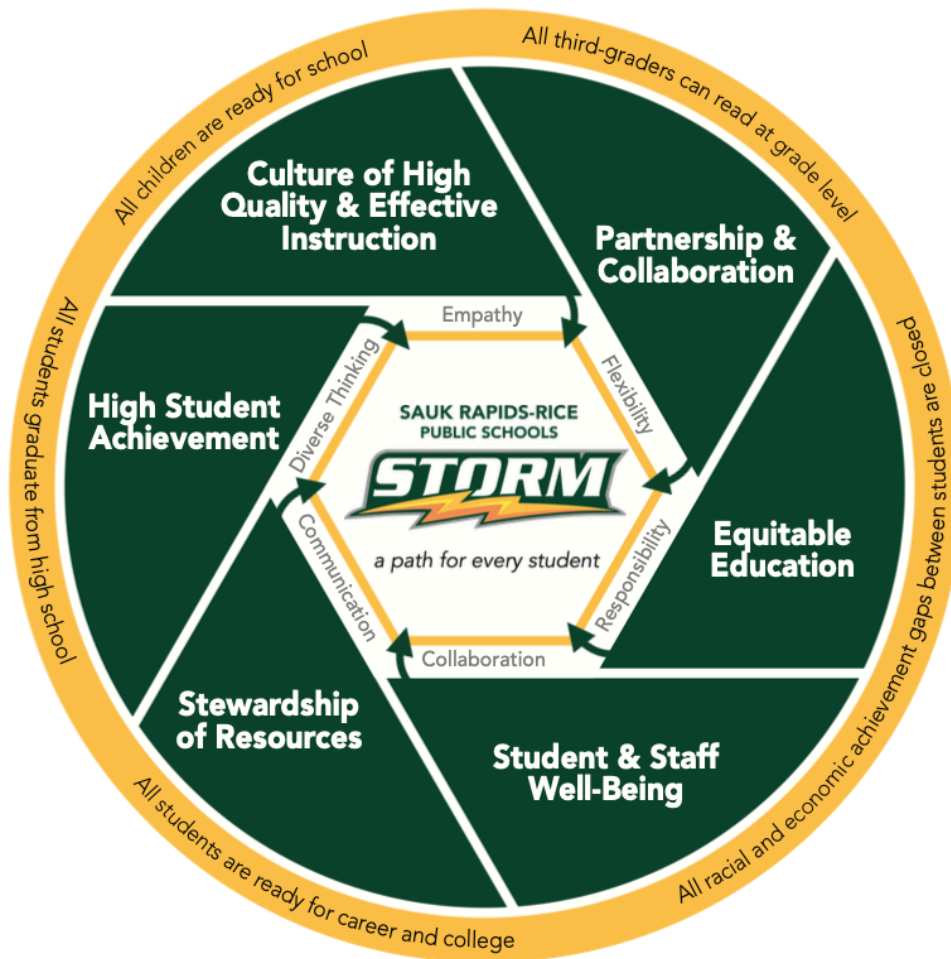 All children are ready for school
All third-graders can read at grade level
All racial and economic achievement gaps between students are closed
All students are ready for career and college
All students graduate from high school
Culture of High
Quality & Effective
Instruction
Partnership &
Collaboration
Equitable
Education
Student & Staff
Well-Being
Stewardship
of Resources
High Student
Achievement
Empathy
Flexibility
Responsibility
Collaboration
Communication
Diverse Thinking
SAUK RAPIDS-RICE
PUBLIC SCHOOLS
STORM
a path for every student